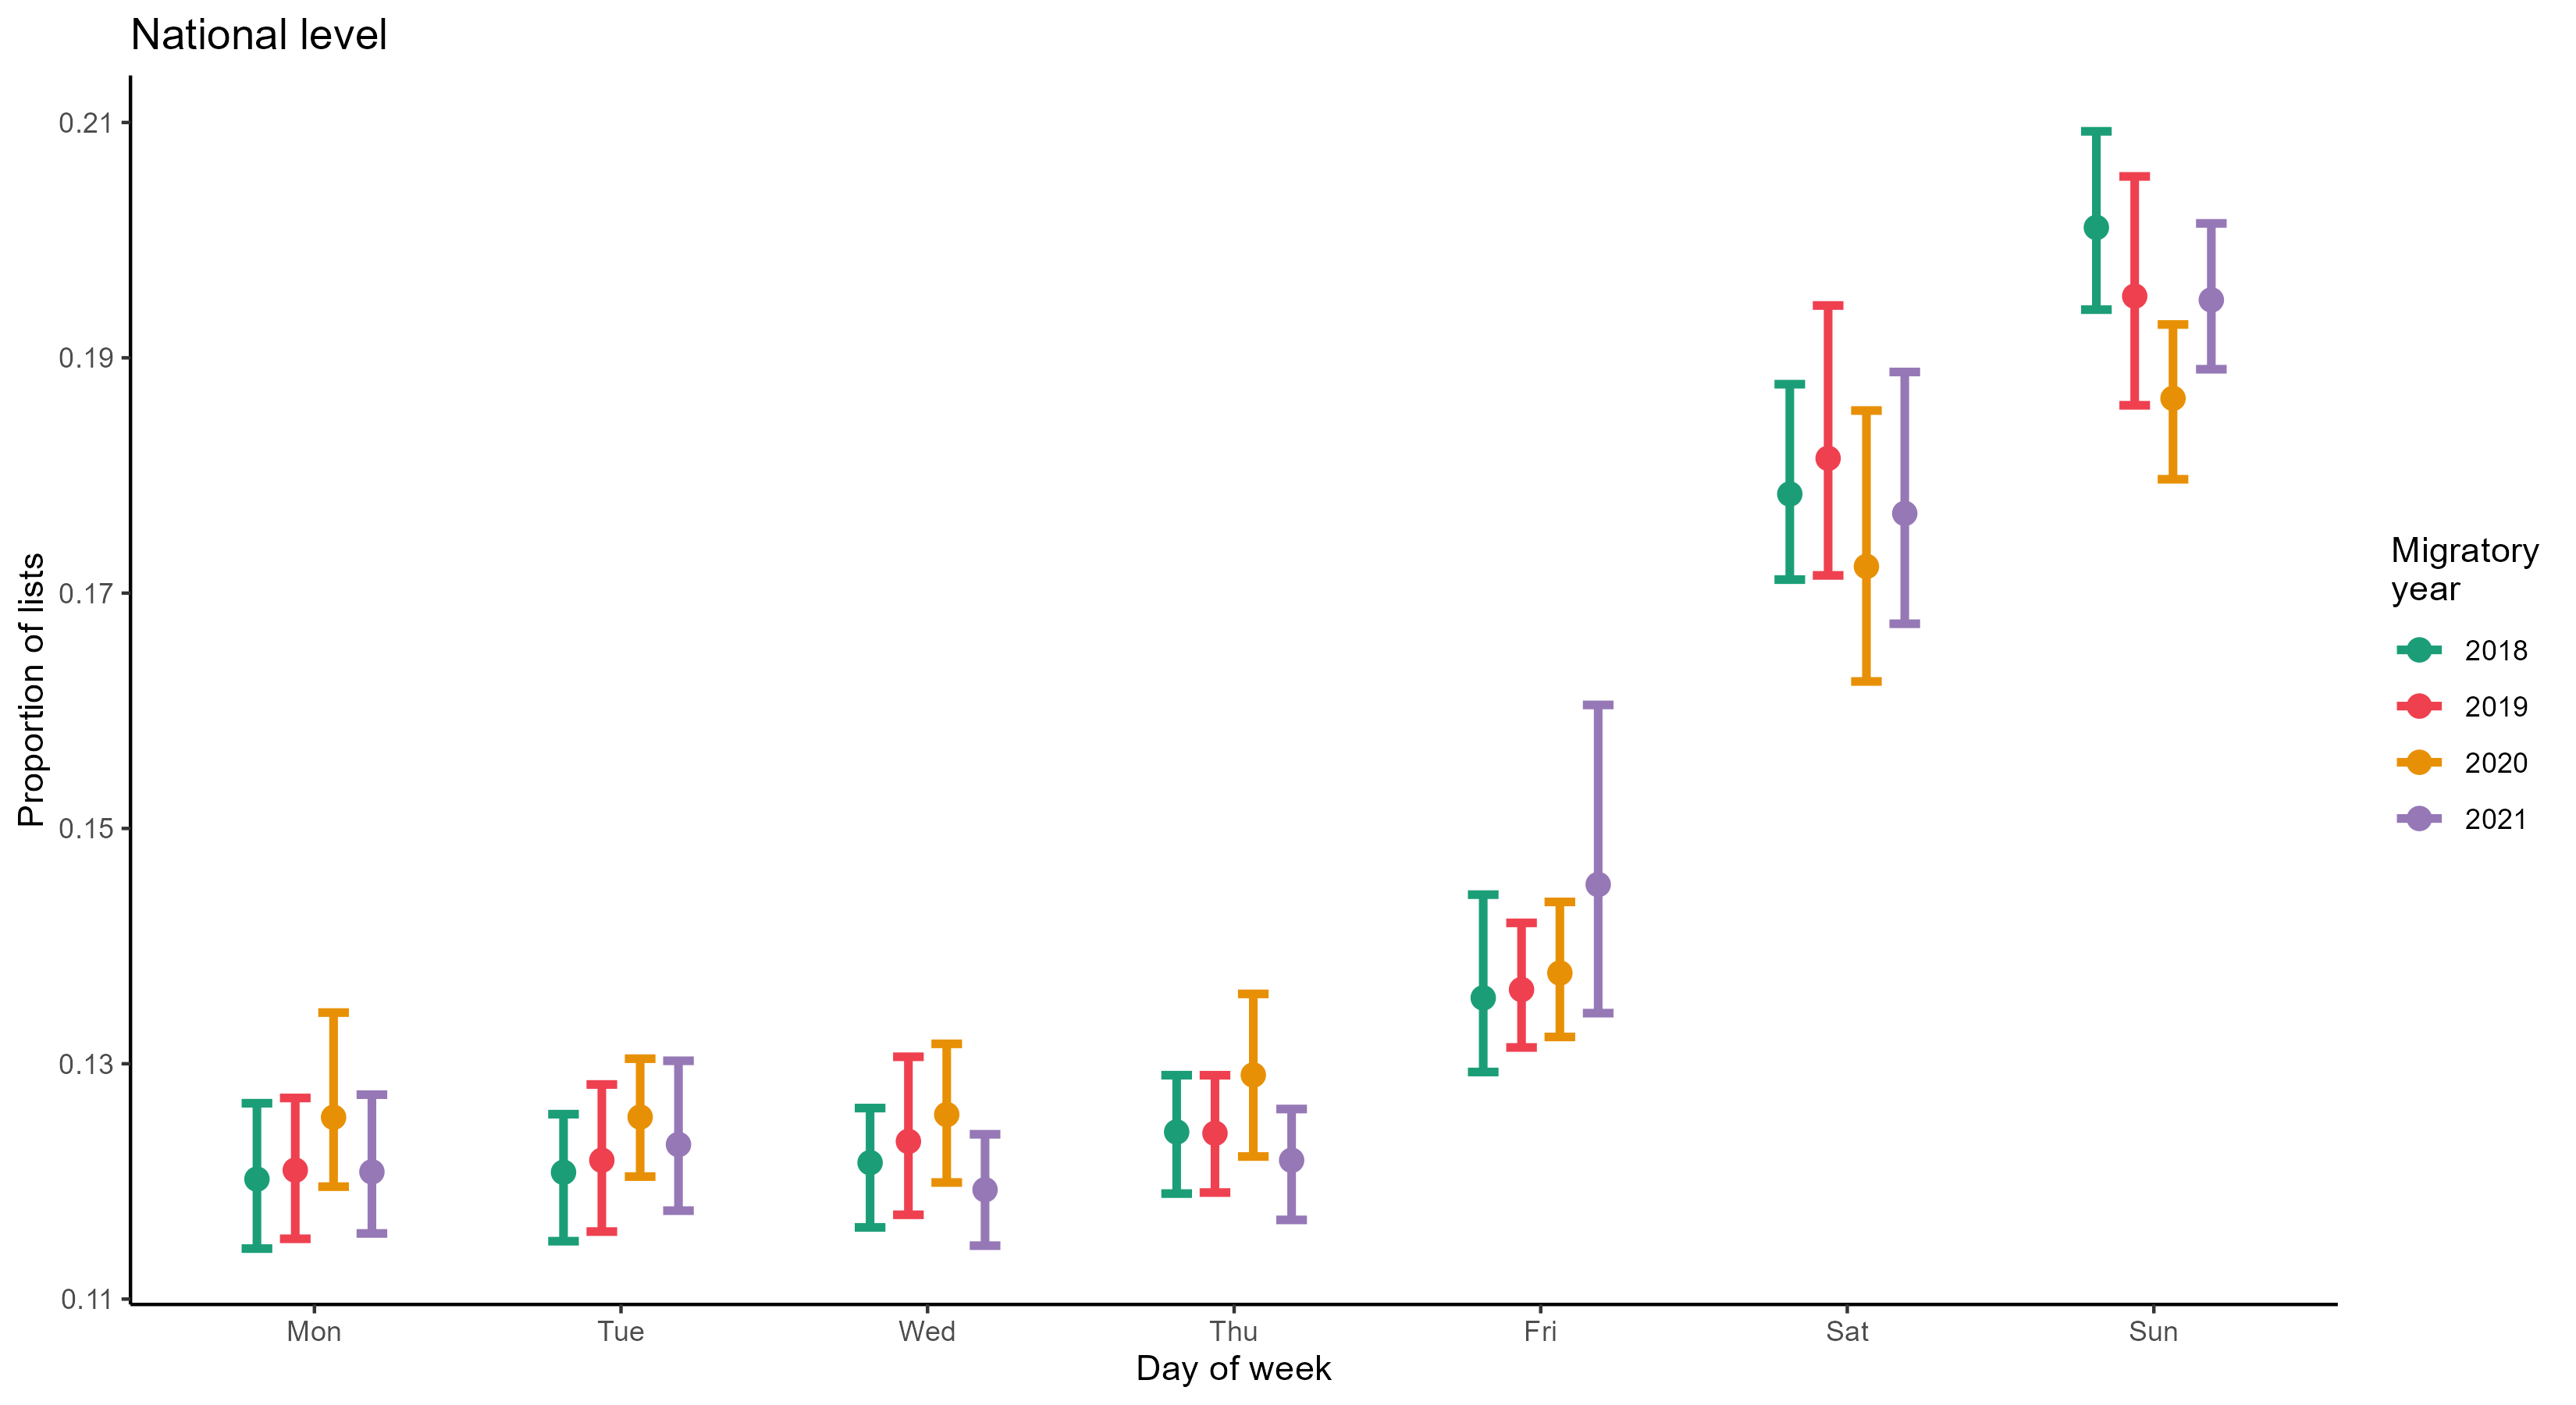 National level
0.21
0.19
0.17
0.15
0.13
0.11
Proportion of lists
Mon Tue Wed Thu Fri Sat Sun
Day of week
Migratory
year
2018
2019
2020
2021